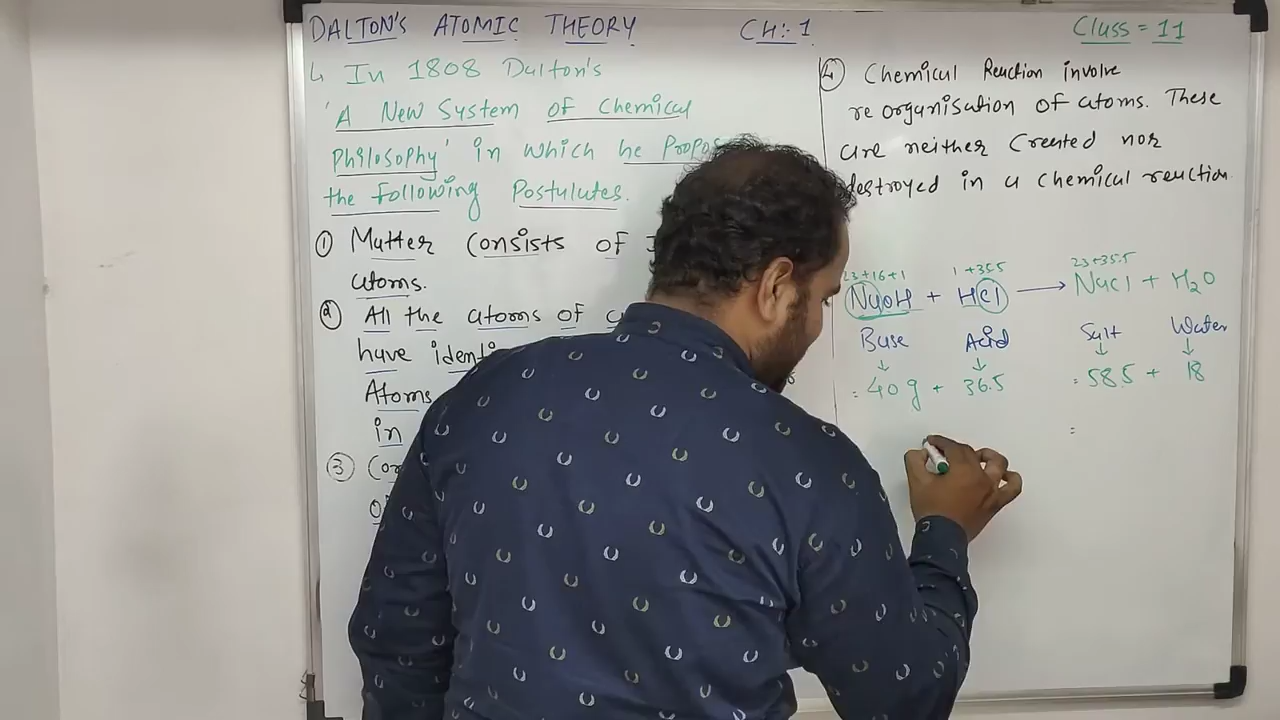 DALTON'S ATOMIC THEORY CH:-1 Class = 11
↳ In 1808 Dalton's
'A New System of Chemical
Philosophy' in which he Propos
the following Postulates.
① Matter Consists of
atoms.
② All the atoms of
have identi
Atoms
in
③
④ Chemical Reaction involve
re organisation of atoms. These
are neither Created nor
destroyed in a chemical reaction.
23+16+1 1+35.5 23+35.5
NaOH + HCl → NaCl + H₂O
Base Acid Salt Water
↓ ↓ ↓ ↓
= 40 g + 36.5 = 58.5 + 18
=